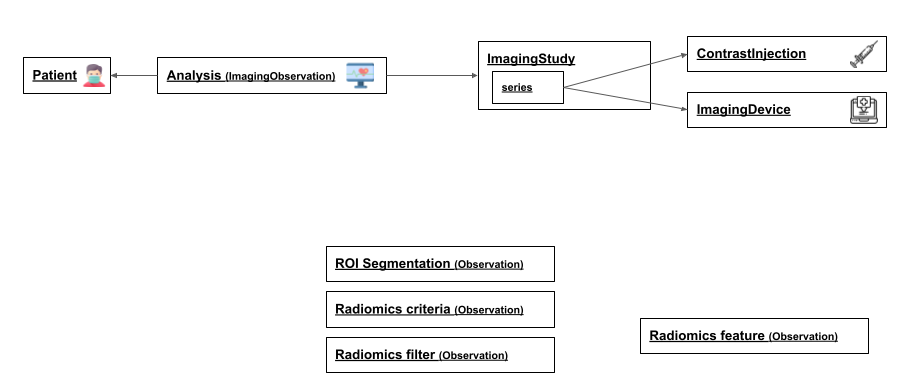 Patient
Analysis (ImagingObservation)
ImagingStudy
series
ContrastInjection
ImagingDevice
ROI Segmentation (Observation)
Radiomics criteria (Observation)
Radiomics filter (Observation)
Radiomics feature (Observation)